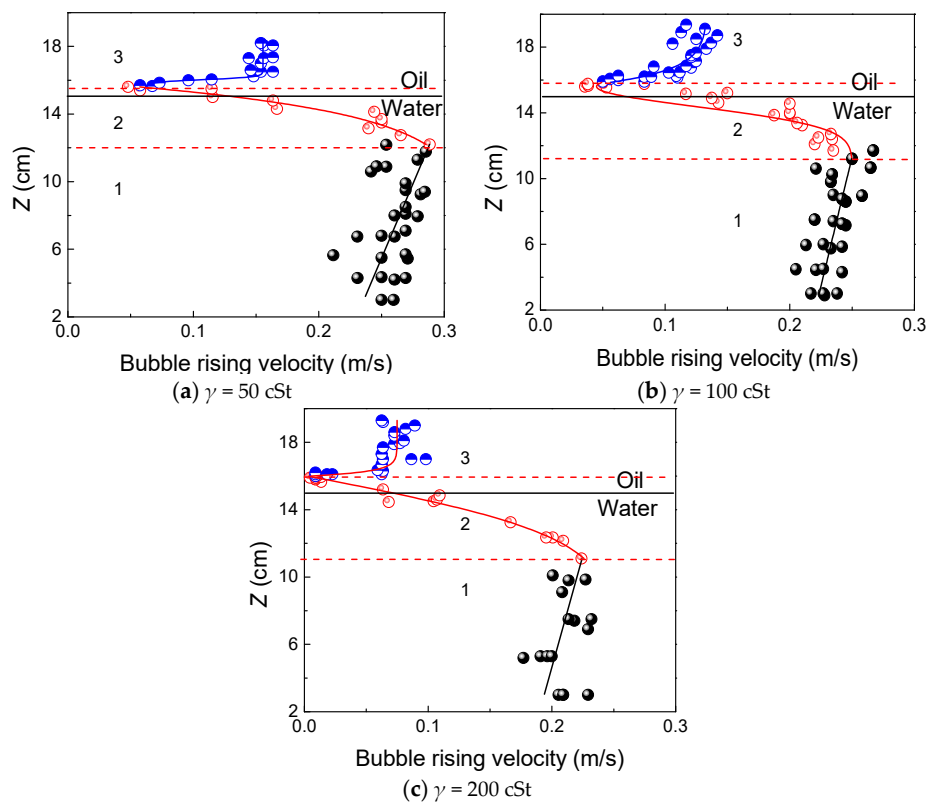 18
14
10
6
2
Z (cm)
3
Oil
Water
2
1
0.0 0.1 0.2 0.3
Bubble rising velocity (m/s)
(a) γ = 50 cSt
18
14
10
6
2
Z (cm)
3
Oil
Water
2
1
0.0 0.1 0.2 0.3
Bubble rising velocity (m/s)
(b) γ = 100 cSt
18
14
10
6
2
Z (cm)
3
Oil
Water
2
1
0.0 0.1 0.2 0.3
Bubble rising velocity (m/s)
(c) γ = 200 cSt